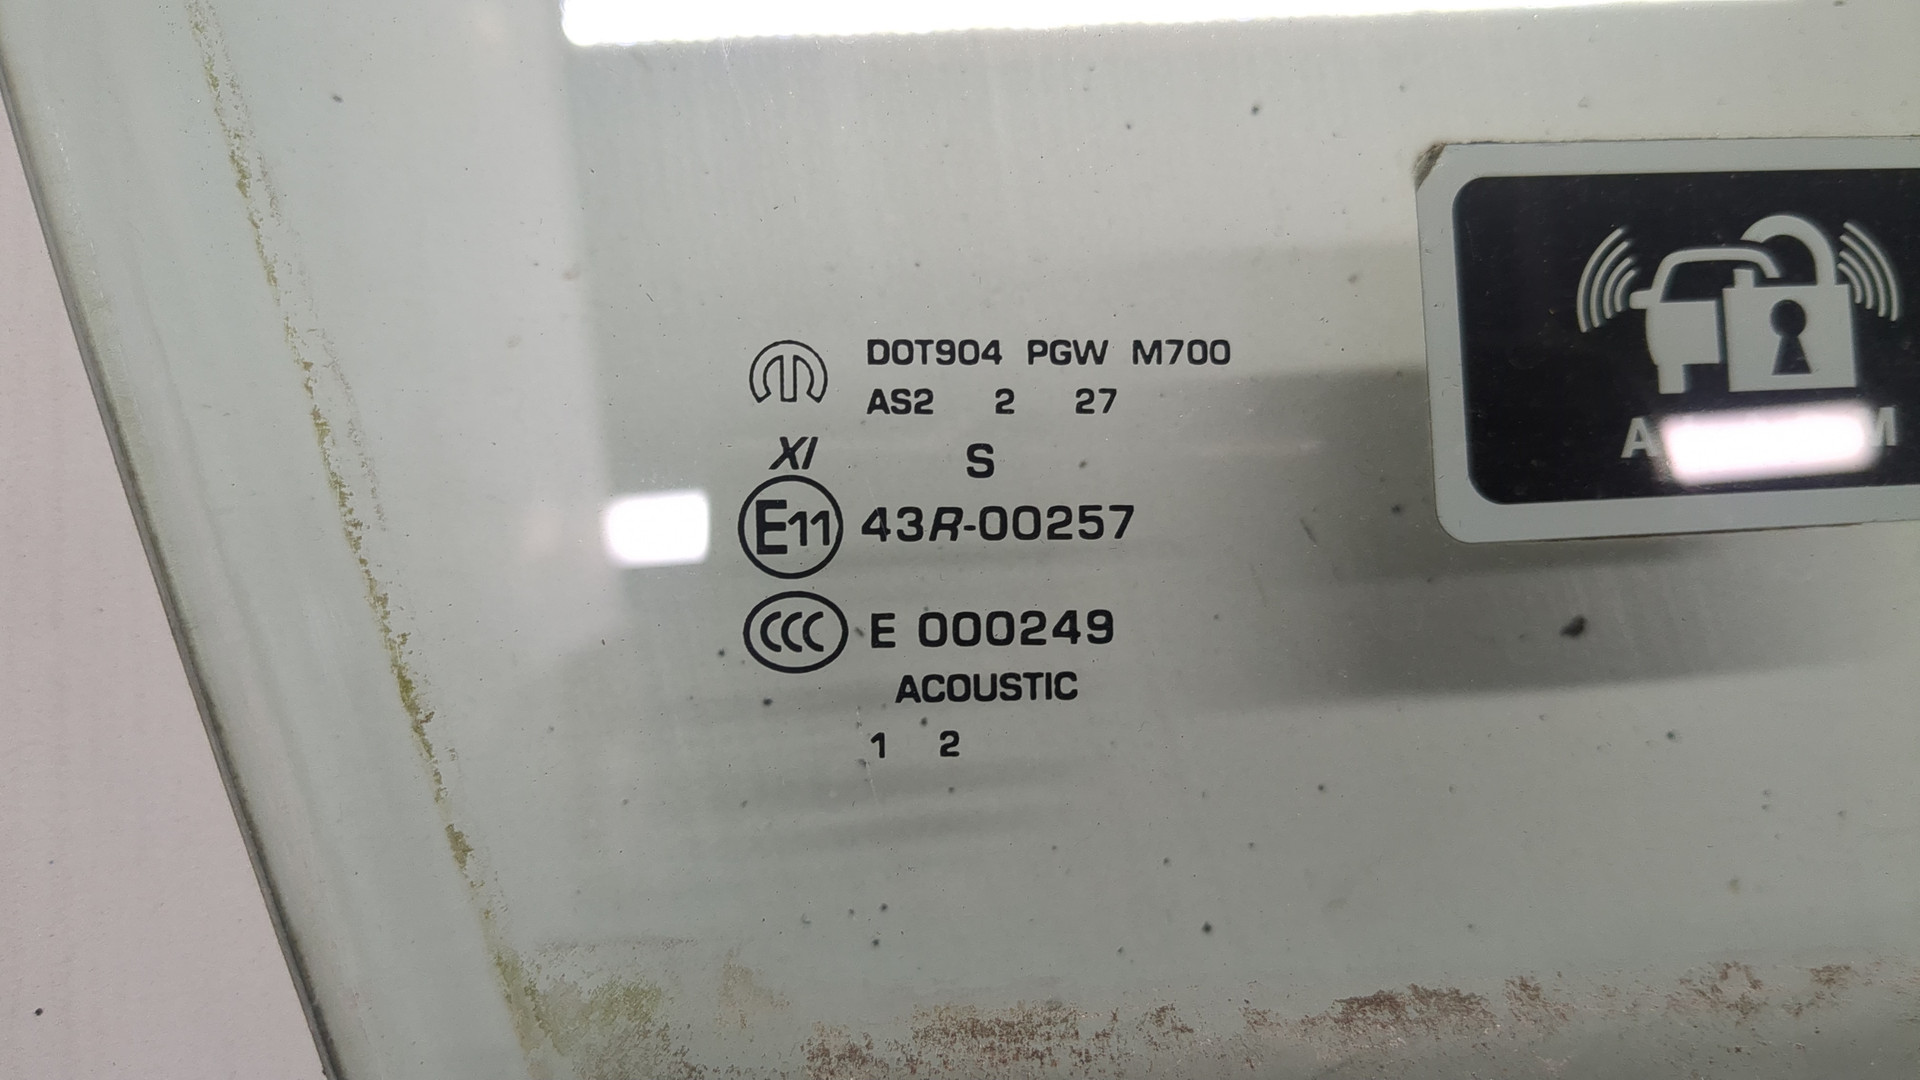 DOT904 PGW M700
AS2 2 27
XI S
E11 43R-00257
CCC E 000249
ACOUSTIC
1 2